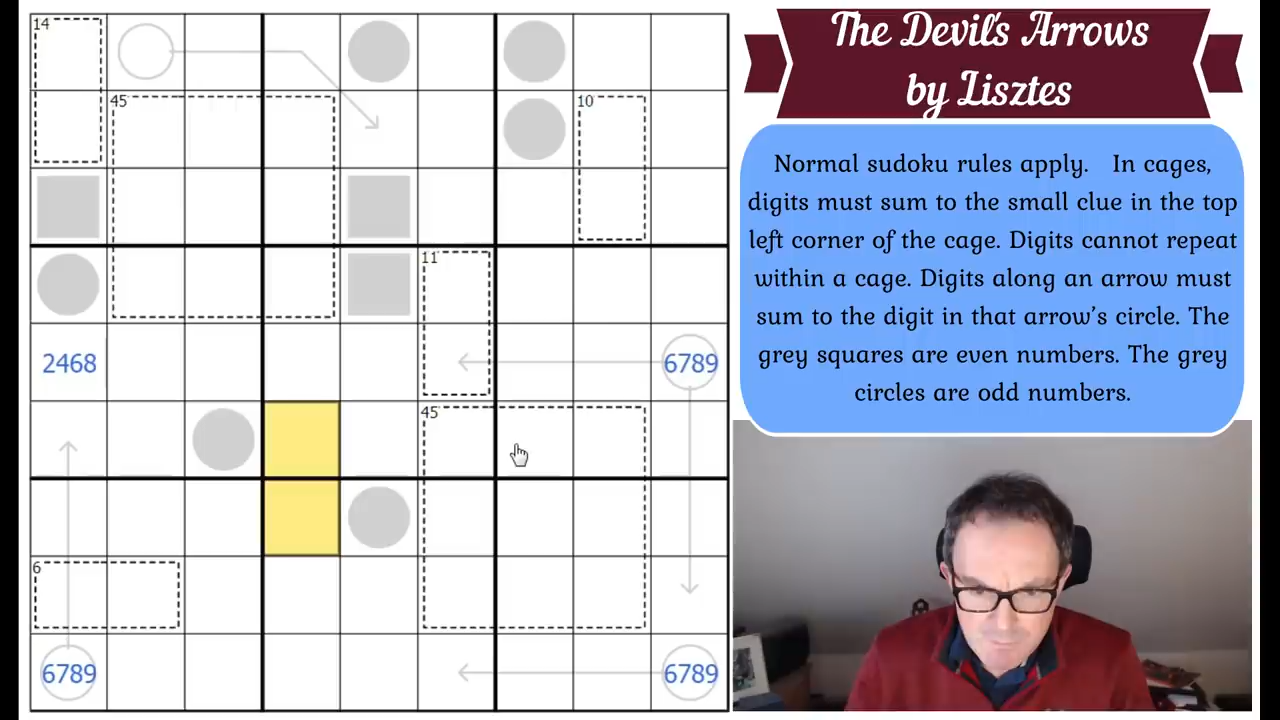 The Devil's Arrows
by Lisztes
Normal sudoku rules apply. In cages,
digits must sum to the small clue in the top
left corner of the cage. Digits cannot repeat
within a cage. Digits along an arrow must
sum to the digit in that arrow's circle. The
grey squares are even numbers. The grey
circles are odd numbers.
14
45
10
11
2468
6789
45
6
6789
6789